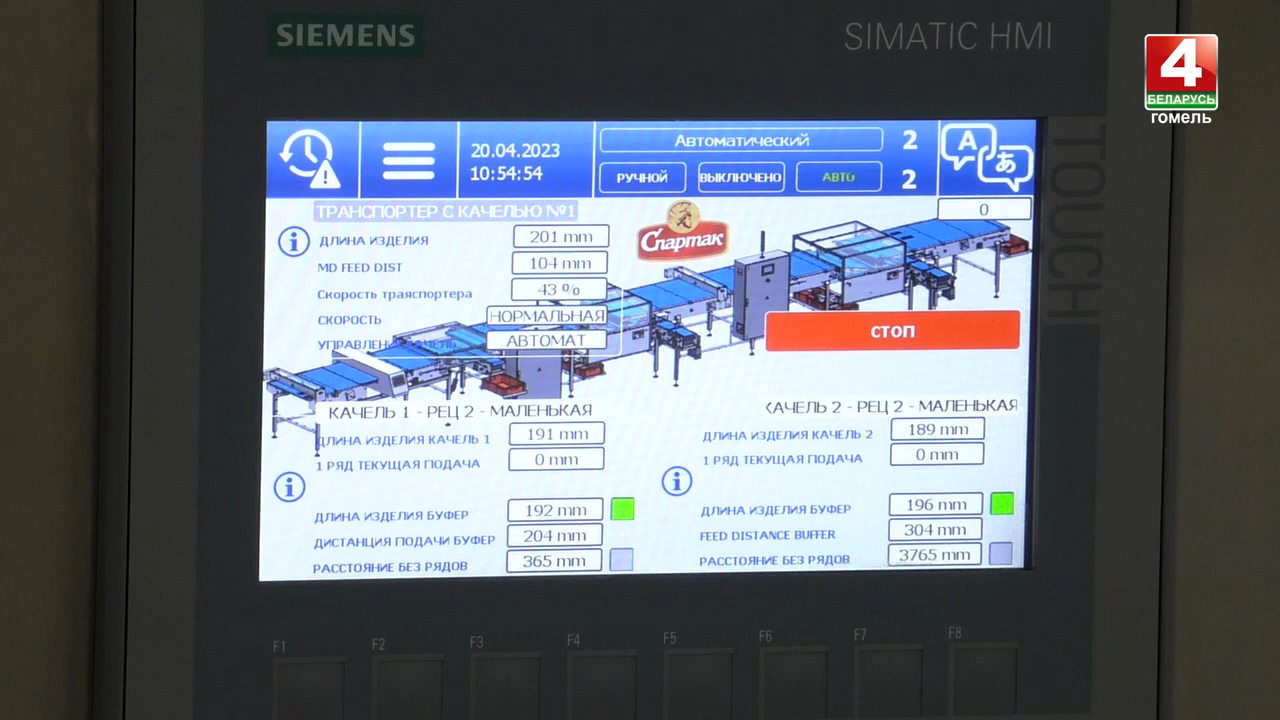 SIEMENS
SIMATIC HMI
4
БЕЛАРУСЬ
гомель
TOUCH
20.04.2023
10:54:54
Автоматический
2
РУЧНОЙ
ВЫКЛЮЧЕНО
АВТО
2
A
あ
0
ТРАНСПОРТЕР С КАЧЕЛЬЮ №1
Спартак
ДЛИНА ИЗДЕЛИЯ
201 mm
MD FEED DIST
104 mm
Скорость траяспортера
43 %
СКОРОСТЬ
НОРМАЛЬНАЯ
АВТОМАТ
СТОП
КАЧЕЛЬ 1 - РЕЦ 2 - МАЛЕНЬКАЯ
ДЛИНА ИЗДЕЛИЯ КАЧЕЛЬ 1
191 mm
1 РЯД ТЕКУЩАЯ ПОДАЧА
0 mm
ДЛИНА ИЗДЕЛИЯ БУФЕР
192 mm
ДИСТАНЦИЯ ПОДАЧИ БУФЕР
204 mm
РАССТОЯНИЕ БЕЗ РЯДОВ
365 mm
КАЧЕЛЬ 2 - РЕЦ 2 - МАЛЕНЬКАЯ
ДЛИНА ИЗДЕЛИЯ КАЧЕЛЬ 2
189 mm
1 РЯД ТЕКУЩАЯ ПОДАЧА
0 mm
ДЛИНА ИЗДЕЛИЯ БУФЕР
196 mm
FEED DISTANCE BUFFER
304 mm
РАССТОЯНИЕ БЕЗ РЯДОВ
3765 mm
F1
F2
F3
F4
F5
F6
F7
F8